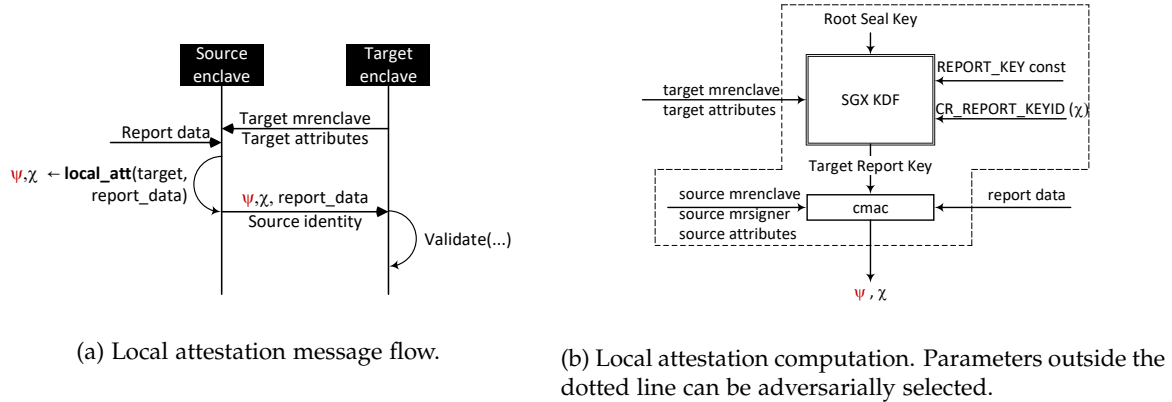 Source
enclave
Target
enclave
Target mrenclave
Target attributes
Report data
ψ,χ ← local_att(target,
report_data)
ψ,χ, report_data
Source identity
Validate(...)
(a) Local attestation message flow.
Root Seal Key
REPORT_KEY const
SGX KDF
target mrenclave
target attributes
CR_REPORT_KEYID (χ)
Target Report Key
source mrenclave
source mrsigner
source attributes
cmac
report data
ψ , χ
(b) Local attestation computation. Parameters outside the
dotted line can be adversarially selected.